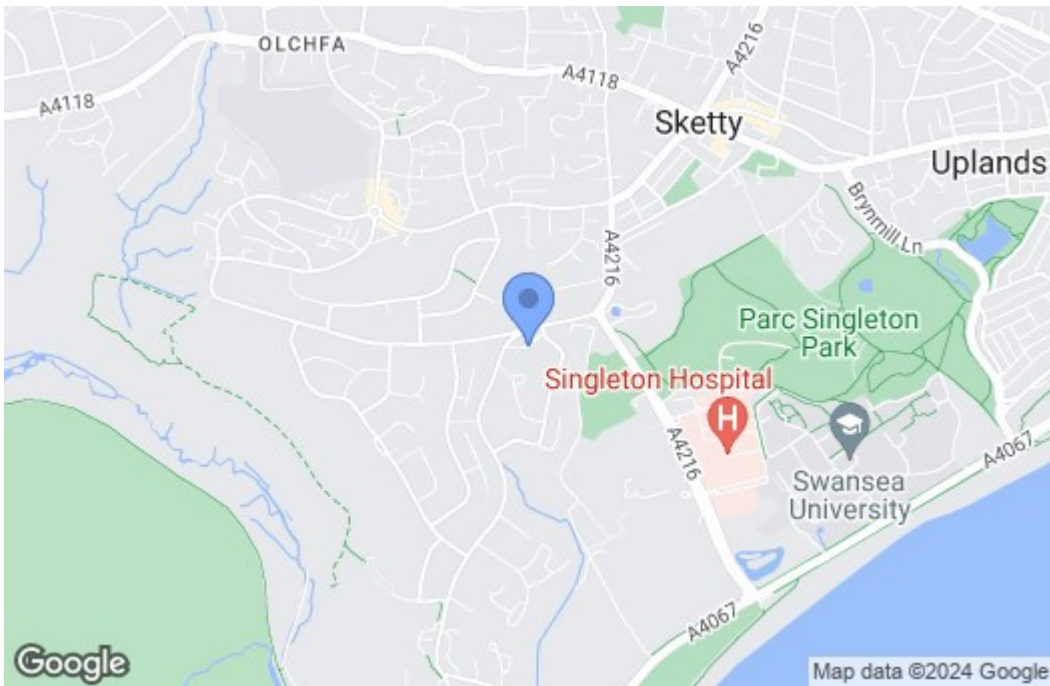 OLCHFA
A4118
A4118
A4216
Sketty
Uplands
Brynmill Ln
A4216
Parc Singleton
Park
Singleton Hospital
H
A4216
Swansea
University
A4067
A4067
Google
Map data ©2024 Google